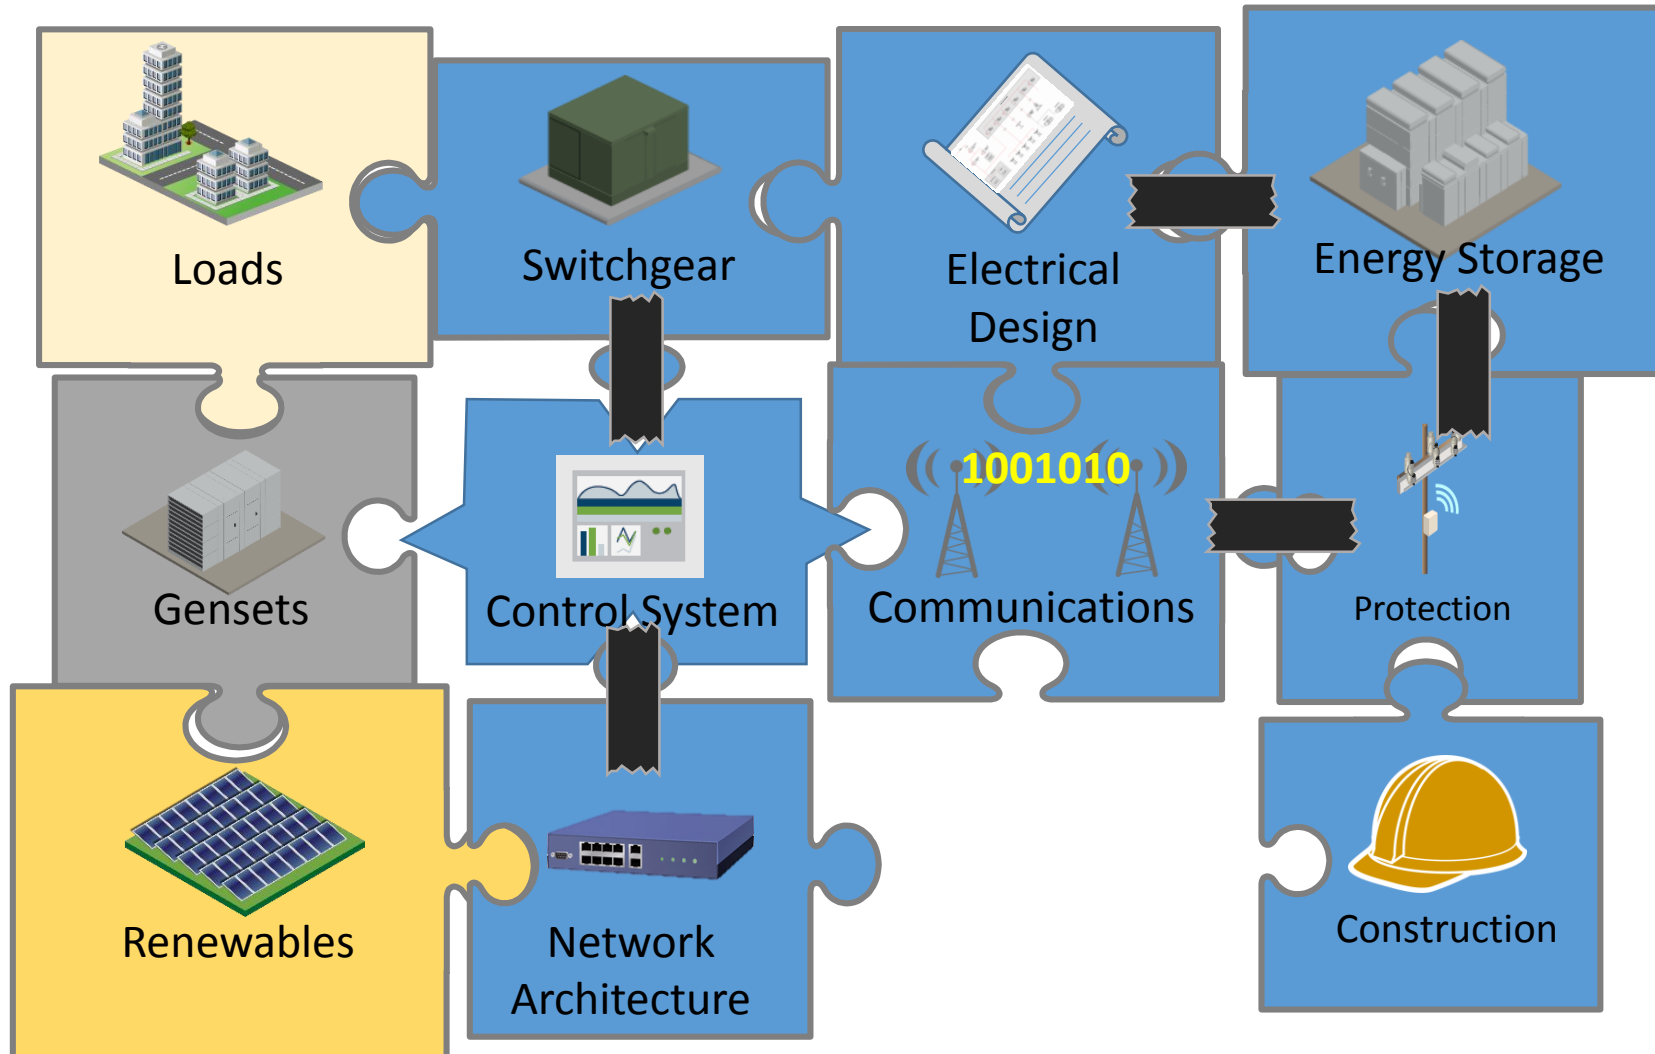 Loads
Switchgear
Electrical
Design
Energy Storage
Gensets
Control System
1001010
Communications
Protection
Renewables
Network
Architecture
Construction